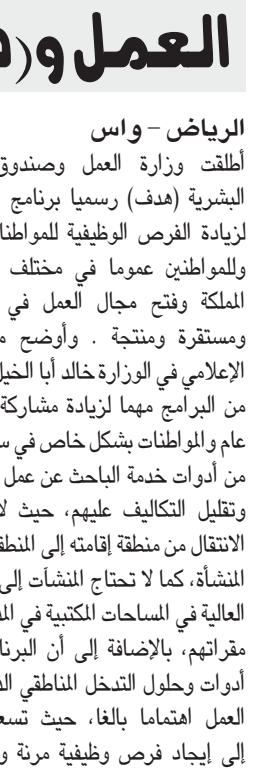 العمل و(
الرياض – واس
أطلقت وزارة العمل وصندوق
البشرية (هدف) رسميا برنامج
لزيادة الفرص الوظيفية للمواطنا
وللمواطنين عموما في مختلف
المملكة وفتح مجال العمل في
ومستقرة ومنتجة . وأوضح م
الإعلامي في الوزارة خالد أبا الخيل
من البرامج مهما لزيادة مشاركة
عام والمواطنات بشكل خاص في س
من أدوات خدمة الباحث عن عمل
وتقليل التكاليف عليهم، حيث لا
الانتقال من منطقة إقامته إلى المنطق
المنشأة، كما لا تحتاج المنشآت إلى
العالية في المساحات المكتبية في الم
مقراتهم، بالإضافة إلى أن البرنا
أدوات وحلول التدخل المناطقي الذ
العمل اهتماما بالغا، حيث تسع
إلى إيجاد فرص وظيفية مرنة و